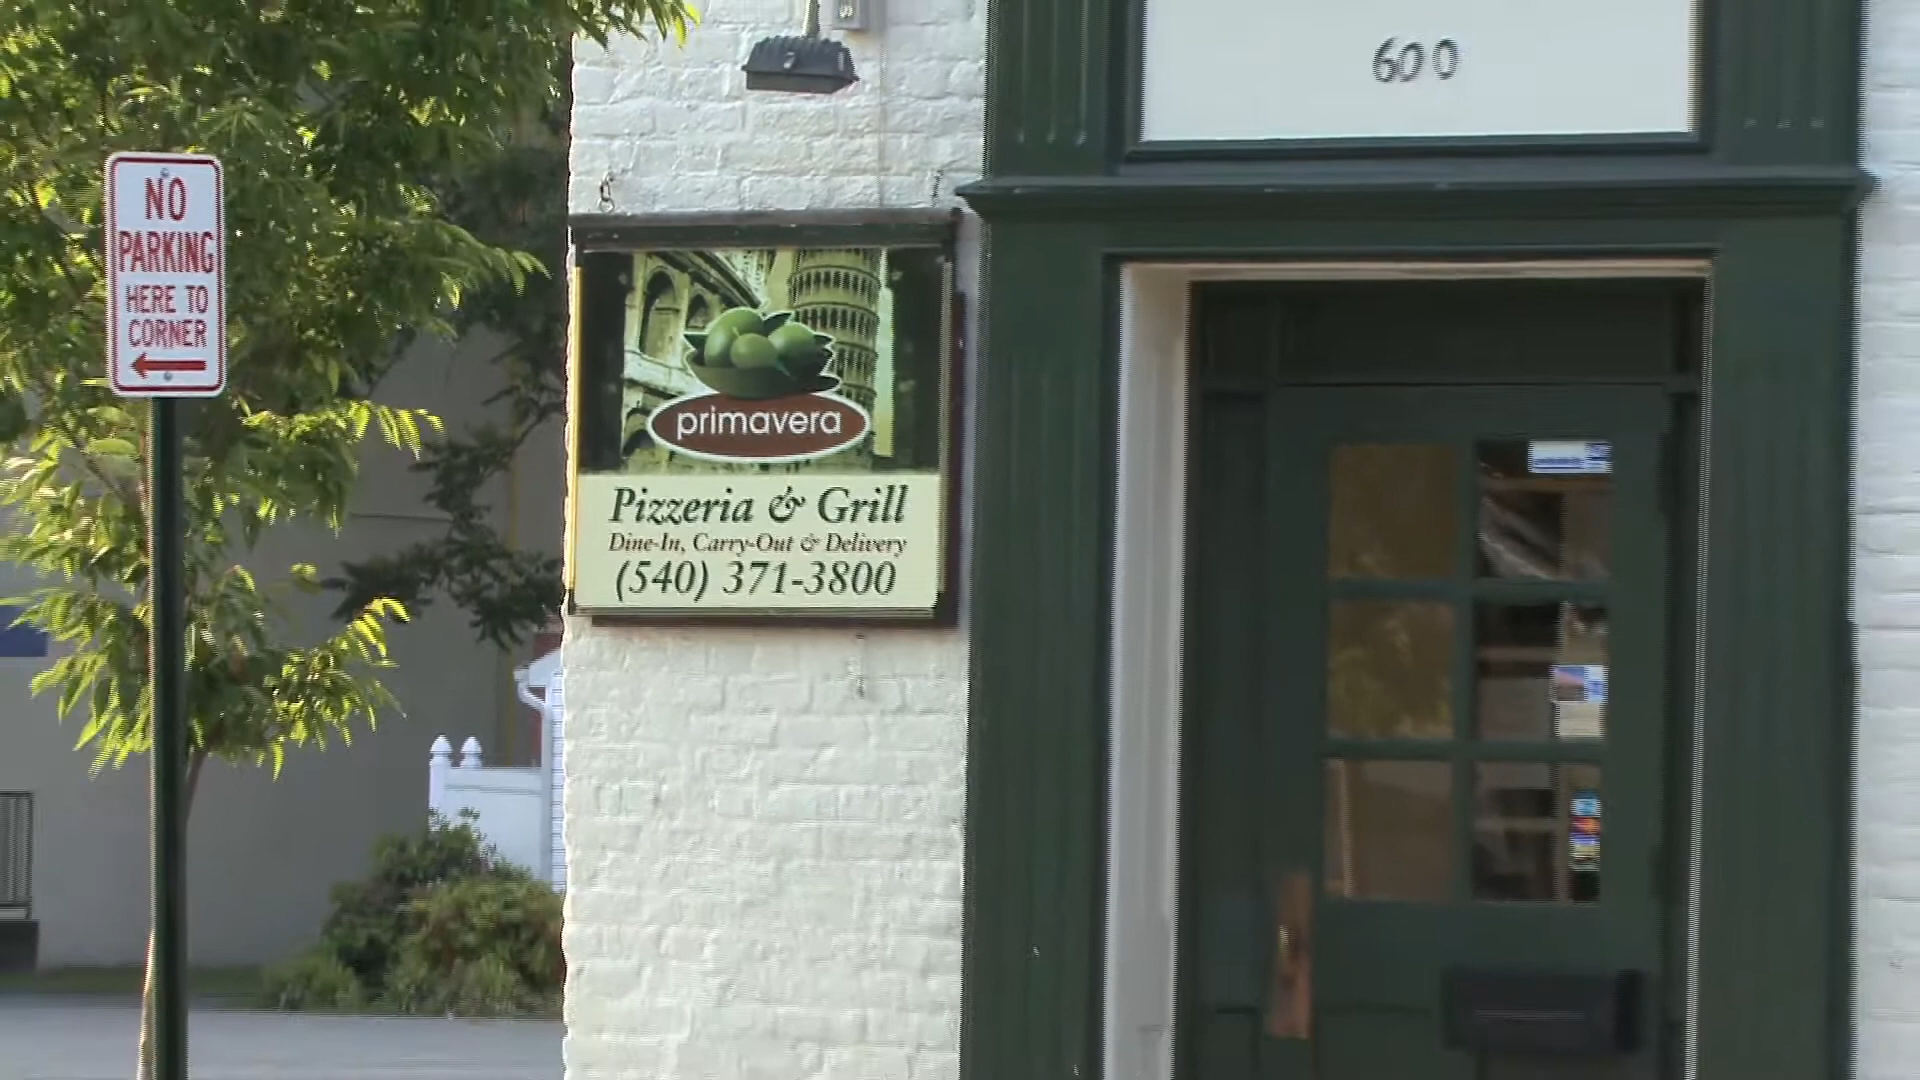 NO
PARKING
HERE TO
CORNER
600
primavera
Pizzeria & Grill
Dine-In, Carry-Out & Delivery
(540) 371-3800